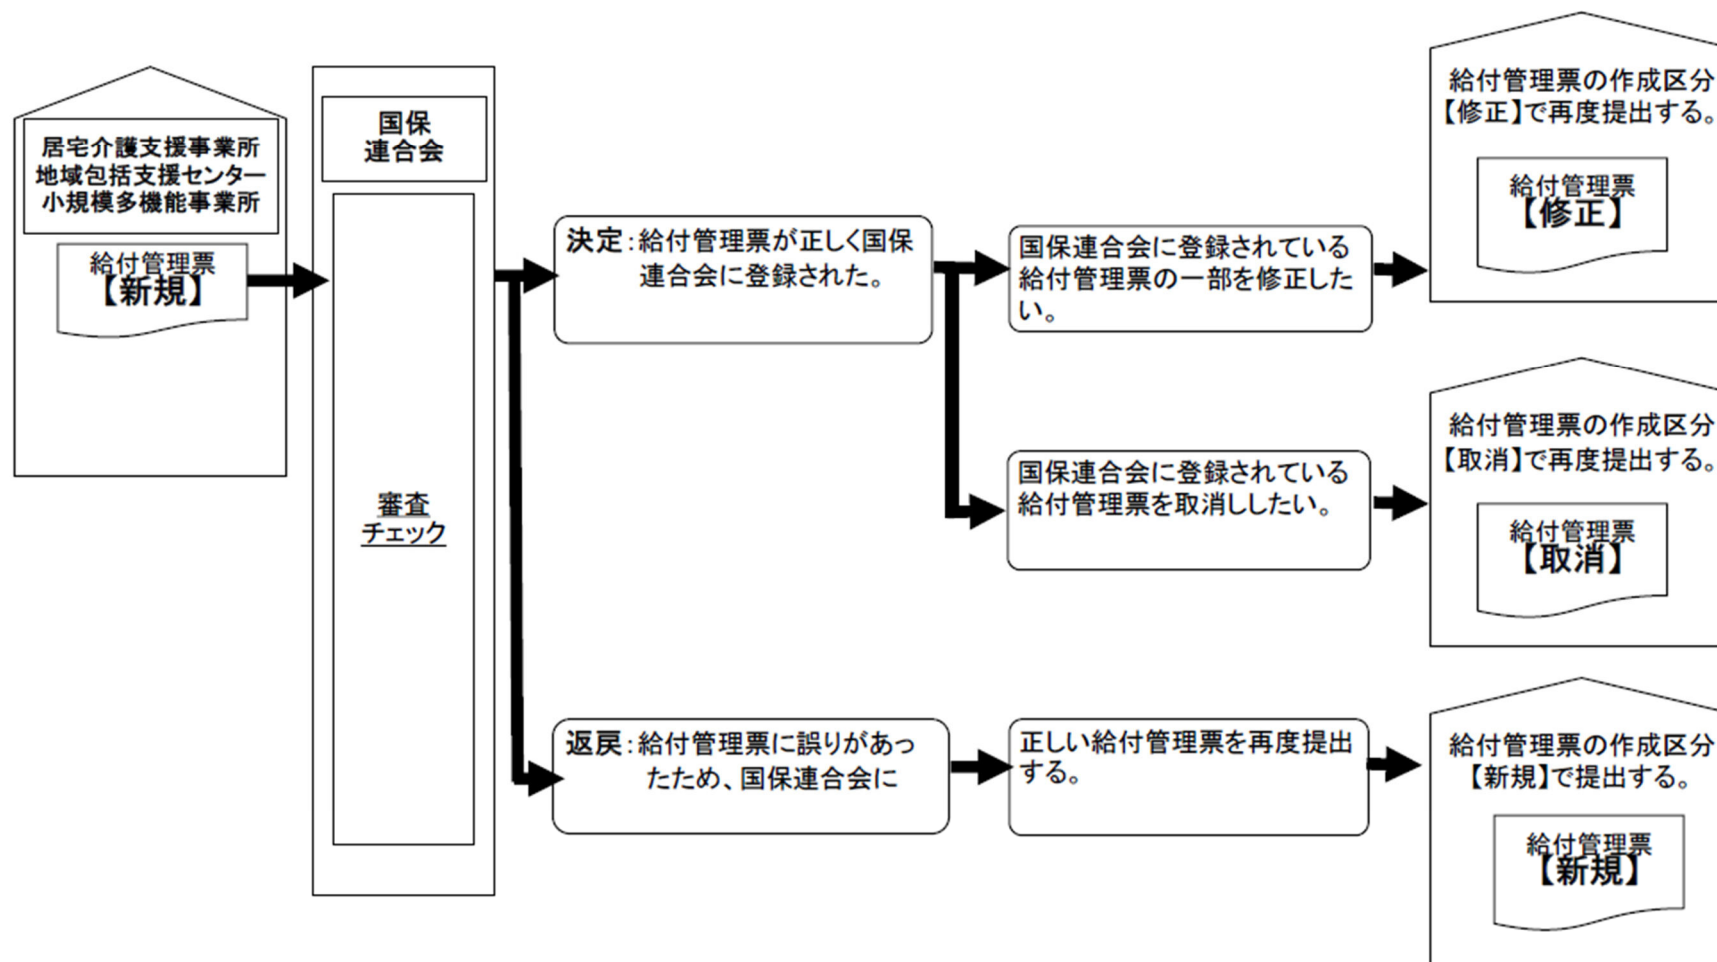 居宅介護支援事業所
地域包括支援センター
小規模多機能事業所
給付管理票
【新規】
国保
連合会
審査
チェック
決定：給付管理票が正しく国保
連合会に登録された。
国保連合会に登録されている
給付管理票の一部を修正した
い。
給付管理票の作成区分
【修正】で再度提出する。
給付管理票
【修正】
国保連合会に登録されている
給付管理票を取消ししたい。
給付管理票の作成区分
【取消】で再度提出する。
給付管理票
【取消】
返戻：給付管理票に誤りがあっ
たため、国保連合会に
正しい給付管理票を再度提出
する。
給付管理票の作成区分
【新規】で提出する。
給付管理票
【新規】